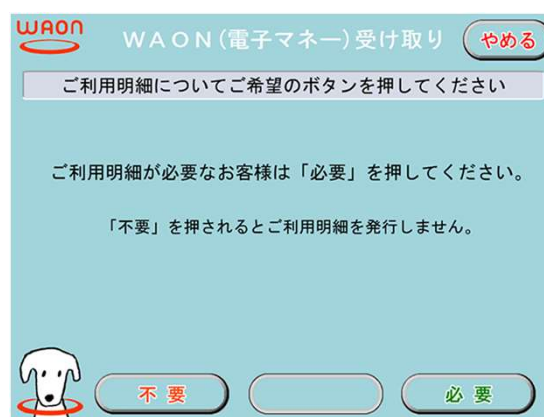 WAON
WAON(電子マネー)受け取り
やめる
ご利用明細についてご希望のボタンを押してください
ご利用明細が必要なお客様は「必要」を押してください。
「不要」を押されるとご利用明細を発行しません。
不要
必要